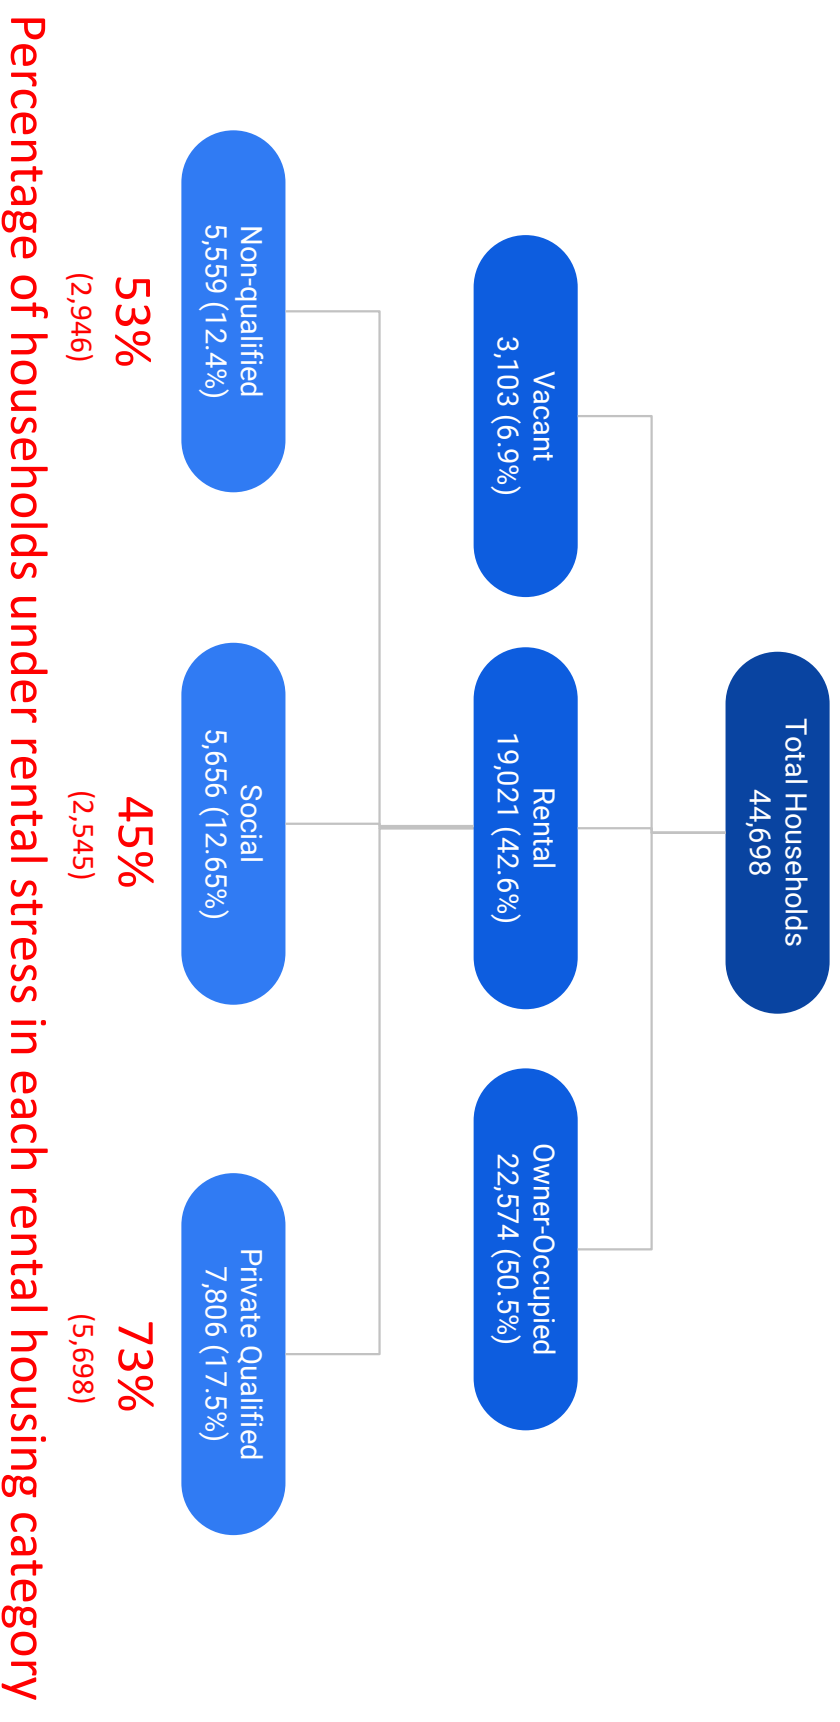 Total Households
44,698
Vacant
3,103 (6.9%)
Rental
19,021 (42.6%)
Owner-Occupied
22,574 (50.5%)
Non-qualified
5,559 (12.4%)
Social
5,656 (12.65%)
Private Qualified
7,806 (17.5%)
53%
(2,946)
45%
(2,545)
73%
(5,698)
Percentage of households under rental stress in each rental housing category